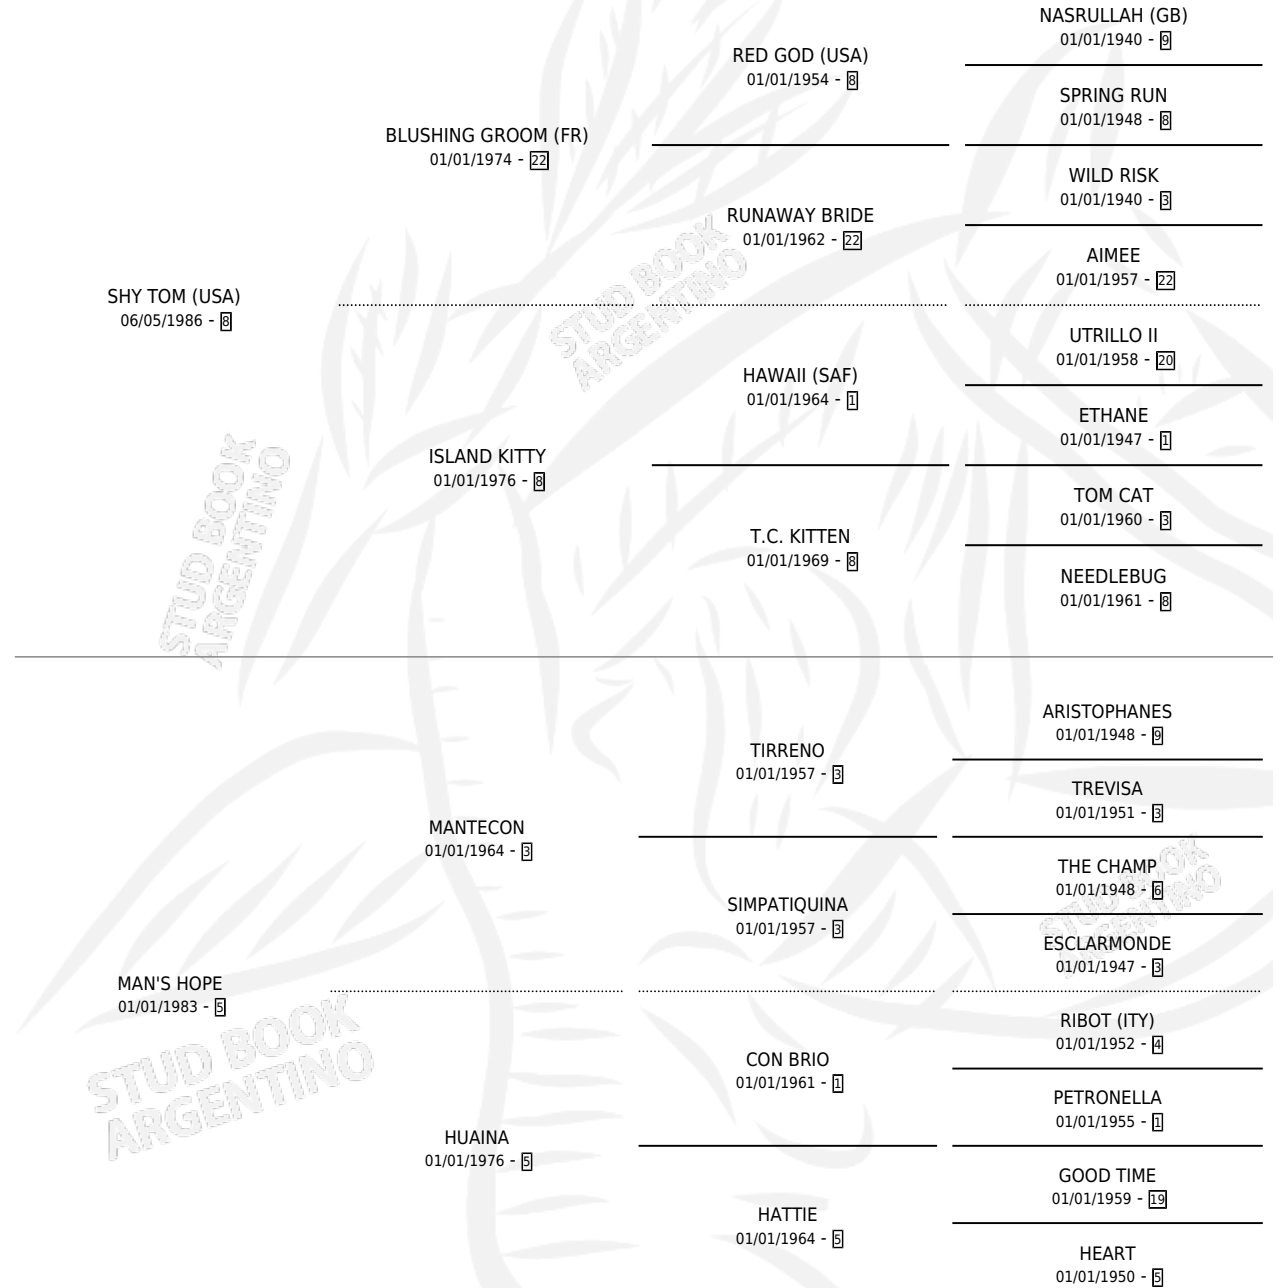 NASRULLAH (GB)
01/01/1940 - 9
RED GOD (USA)
01/01/1954 - 8
SPRING RUN
01/01/1948 - 8
BLUSHING GROOM (FR)
01/01/1974 - 22
WILD RISK
01/01/1940 - 3
RUNAWAY BRIDE
01/01/1962 - 22
AIMEE
01/01/1957 - 22
SHY TOM (USA)
06/05/1986 - 8
UTRILLO II
01/01/1958 - 20
HAWAII (SAF)
01/01/1964 - 1
ETHANE
01/01/1947 - 1
ISLAND KITTY
01/01/1976 - 8
TOM CAT
01/01/1960 - 3
T.C. KITTEN
01/01/1969 - 8
NEEDLEBUG
01/01/1961 - 8
ARISTOPHANES
01/01/1948 - 9
TIRRENO
01/01/1957 - 3
TREVISA
01/01/1951 - 3
MANTECON
01/01/1964 - 3
THE CHAMP
01/01/1948 - 6
SIMPATIQUINA
01/01/1957 - 3
ESCLARMONDE
01/01/1947 - 3
MAN'S HOPE
01/01/1983 - 5
RIBOT (ITY)
01/01/1952 - 4
CON BRIO
01/01/1961 - 1
PETRONELLA
01/01/1955 - 1
HUAINA
01/01/1976 - 5
GOOD TIME
01/01/1959 - 19
HATTIE
01/01/1964 - 5
HEART
01/01/1950 - 5
STUD BOOK
ARGENTINO
STUD BOOK
ARGENTINO
STUD BOOK
ARGENTINO
STUD BOOK
ARGENTINO